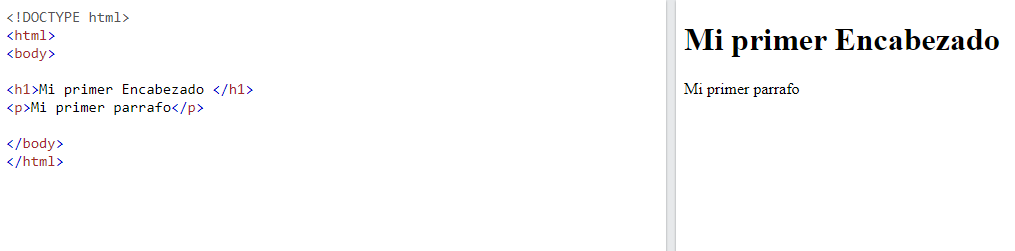 <!DOCTYPE html>
<html>
<body>
<h1>Mi primer Encabezado </h1>
<p>Mi primer parrafo</p>
</body>
</html>
Mi primer Encabezado
Mi primer parrafo